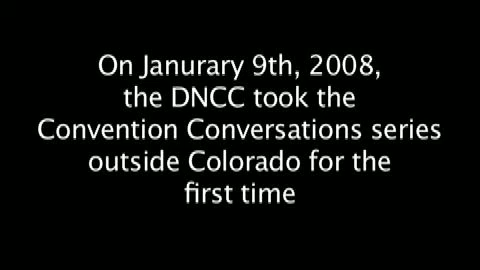 On Janurary 9th, 2008,
the DNCC took the
Convention Conversations series
outside Colorado for the
first time